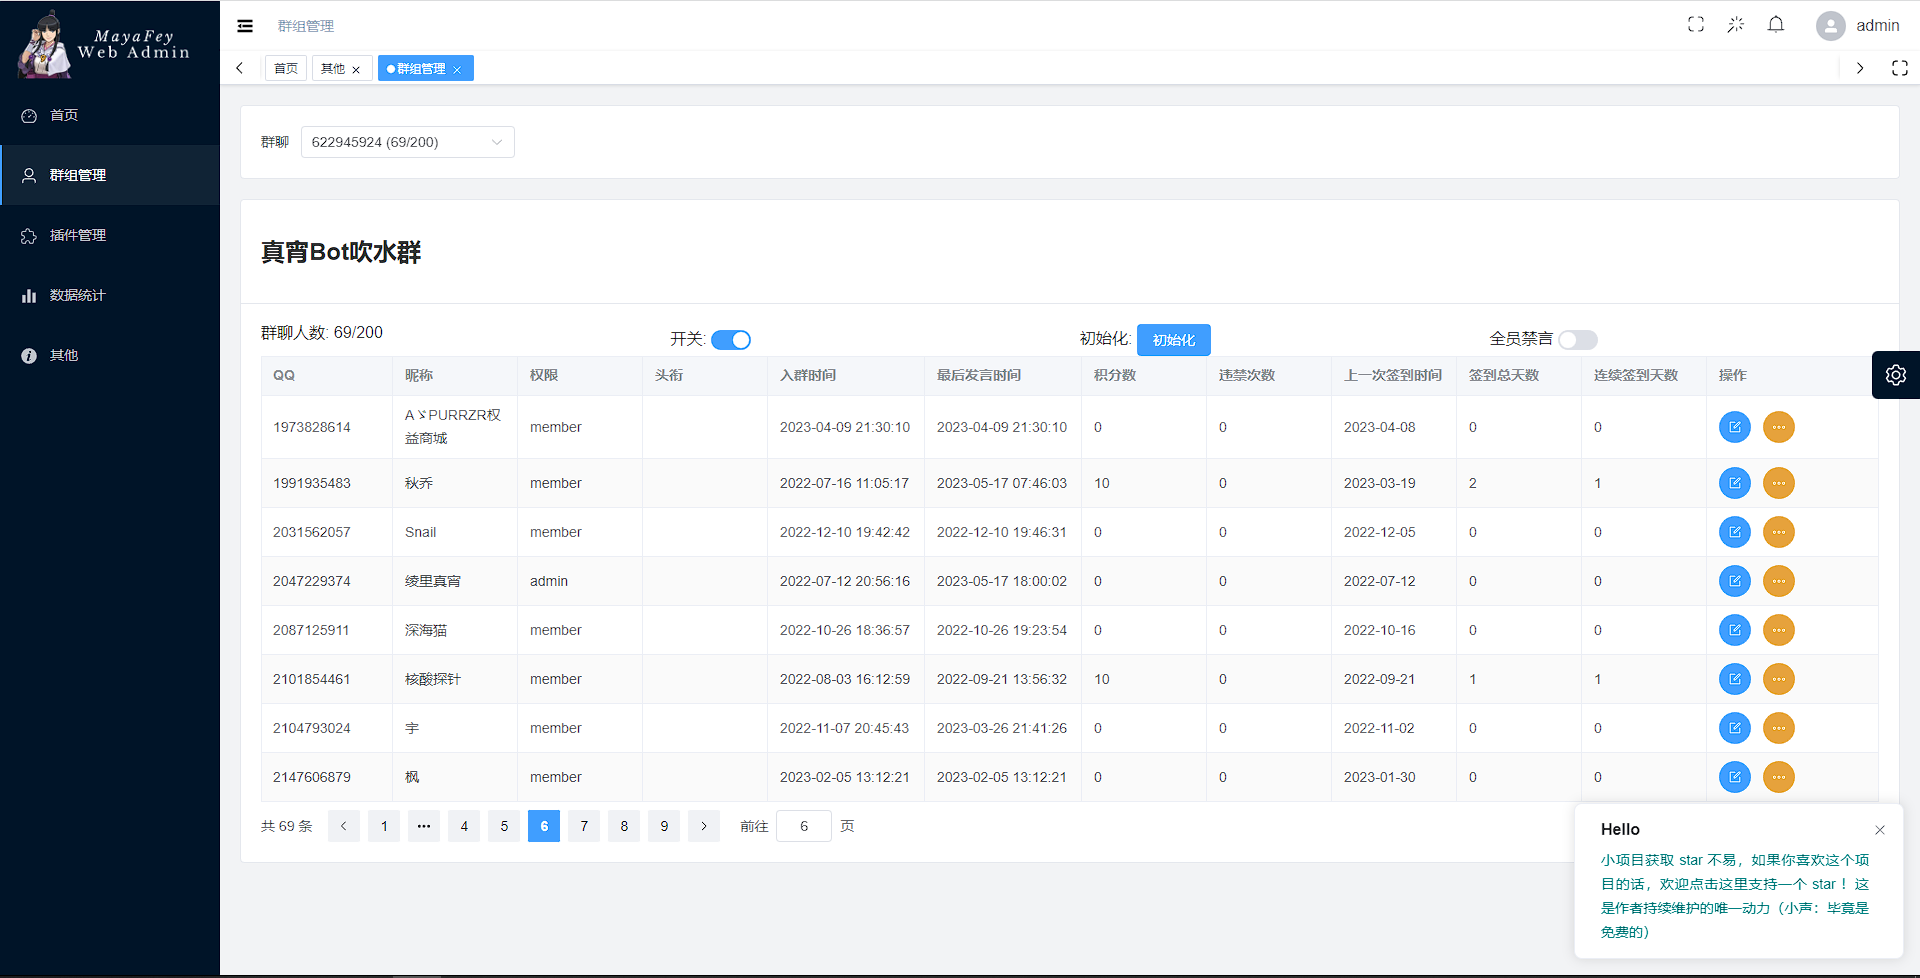 MayaFey
Web Admin
首页
群组管理
插件管理
数据统计
其他
群组管理
admin
首页
其他
群组管理
群聊 622945924 (69/200)
真宵Bot吹水群
群聊人数: 69/200 开关: 初始化: 初始化 全员禁言
QQ 昵称 权限 头衔 入群时间 最后发言时间 积分数 违禁次数 上一次签到时间 签到总天数 连续签到天数 操作
1973828614 AゞPURRZR权益商城 member 2023-04-09 21:30:10 2023-04-09 21:30:10 0 0 2023-04-08 0 0
1991935483 秋乔 member 2022-07-16 11:05:17 2023-05-17 07:46:03 10 0 2023-03-19 2 1
2031562057 Snail member 2022-12-10 19:42:42 2022-12-10 19:46:31 0 0 2022-12-05 0 0
2047229374 绫里真宵 admin 2022-07-12 20:56:16 2023-05-17 18:00:02 0 0 2022-07-12 0 0
2087125911 深海猫 member 2022-10-26 18:36:57 2022-10-26 19:23:54 0 0 2022-10-16 0 0
2101854461 核酸探针 member 2022-08-03 16:12:59 2022-09-21 13:56:32 10 0 2022-09-21 1 1
2104793024 宇 member 2022-11-07 20:45:43 2023-03-26 21:41:26 0 0 2022-11-02 0 0
2147606879 枫 member 2023-02-05 13:12:21 2023-02-05 13:12:21 0 0 2023-01-30 0 0
共 69 条 1 ••• 4 5 6 7 8 9 前往 6 页
Hello
小项目获取 star 不易，如果你喜欢这个项
目的话，欢迎点击这里支持一个 star ！这
是作者持续维护的唯一动力（小声：毕竟是
免费的）